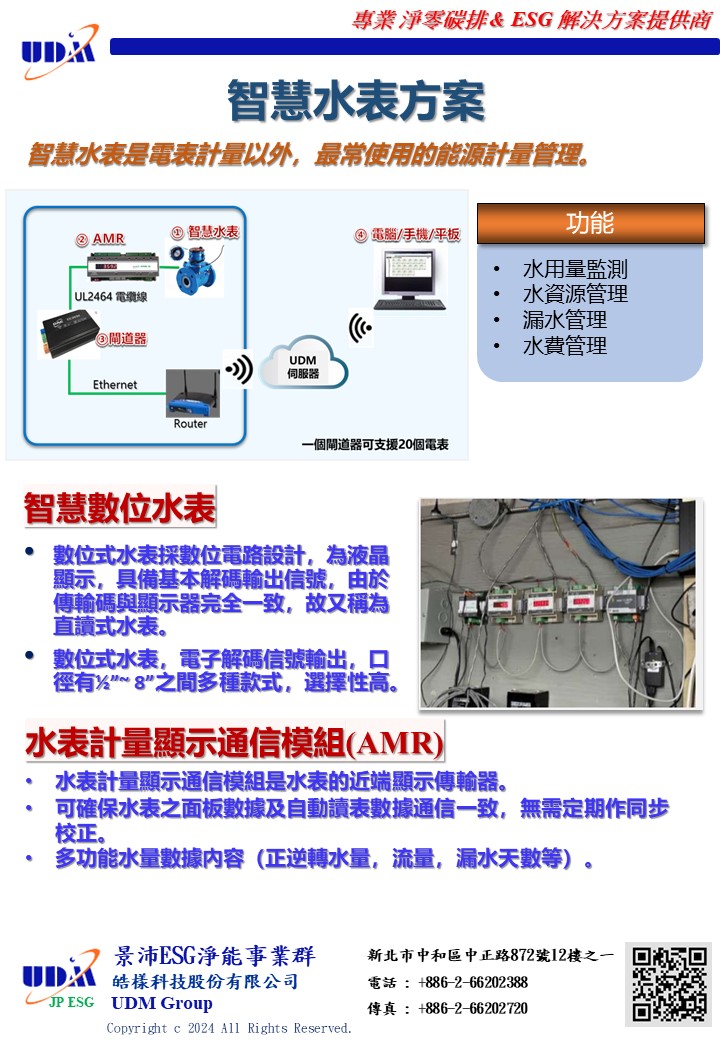 專業 淨零碳排 & ESG 解決方案提供商
UDM
智慧水表方案
智慧水表是電表計量以外，最常使用的能源計量管理。
② AMR
① 智慧水表
④ 電腦/手機/平板
UL2464 電纜線
③閘道器
Ethernet
Router
UDM
伺服器
一個閘道器可支援20個電表
功能
• 水用量監測
• 水資源管理
• 漏水管理
• 水費管理
智慧數位水表
• 數位式水表採數位電路設計，為液晶
顯示，具備基本解碼輸出信號，由於
傳輸碼與顯示器完全一致，故又稱為
直讀式水表。
• 數位式水表，電子解碼信號輸出，口
徑有½”~ 8”之間多種款式，選擇性高。
水表計量顯示通信模組(AMR)
• 水表計量顯示通信模組是水表的近端顯示傳輸器。
• 可確保水表之面板數據及自動讀表數據通信一致，無需定期作同步
校正。
• 多功能水量數據內容（正逆轉水量，流量，漏水天數等）。
UDM
JP ESG
景沛ESG淨能事業群
皓樣科技股份有限公司
UDM Group
Copyright c 2024 All Rights Reserved.
新北市中和區中正路872號12樓之一
電話 : +886-2-66202388
傳真 : +886-2-66202720